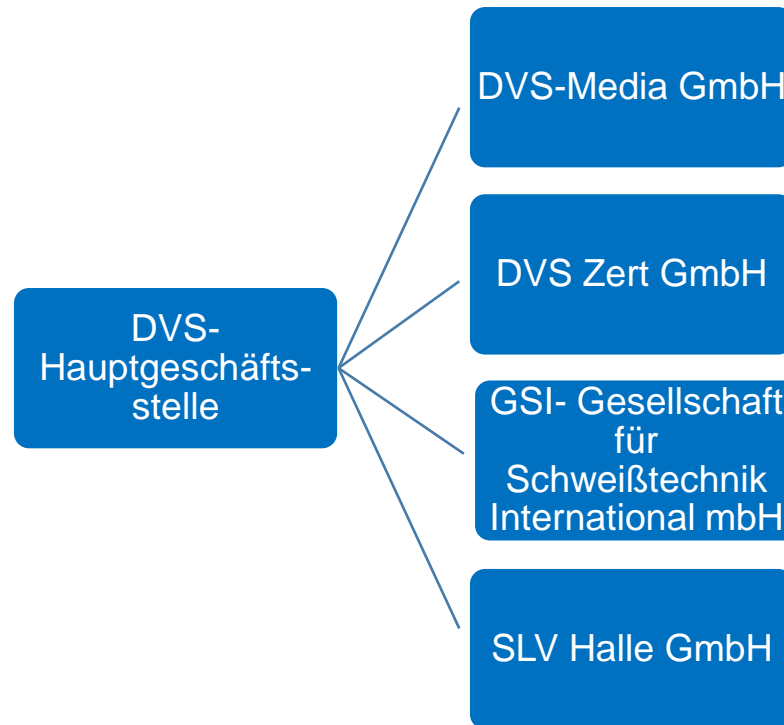 DVS-Media GmbH
DVS Zert GmbH
DVS-
Hauptgeschäfts-
stelle
GSI- Gesellschaft
für
Schweißtechnik
International mbH
SLV Halle GmbH